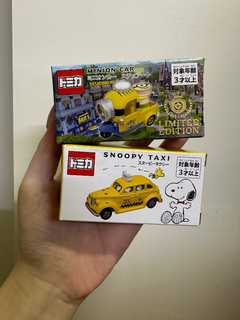 トミカ
MINION CAR
対象年齢
3才以上
LIMITED
EDITION
トミカ
SNOOPY TAXI
スヌーピータクシー
対象年齢
3才以上